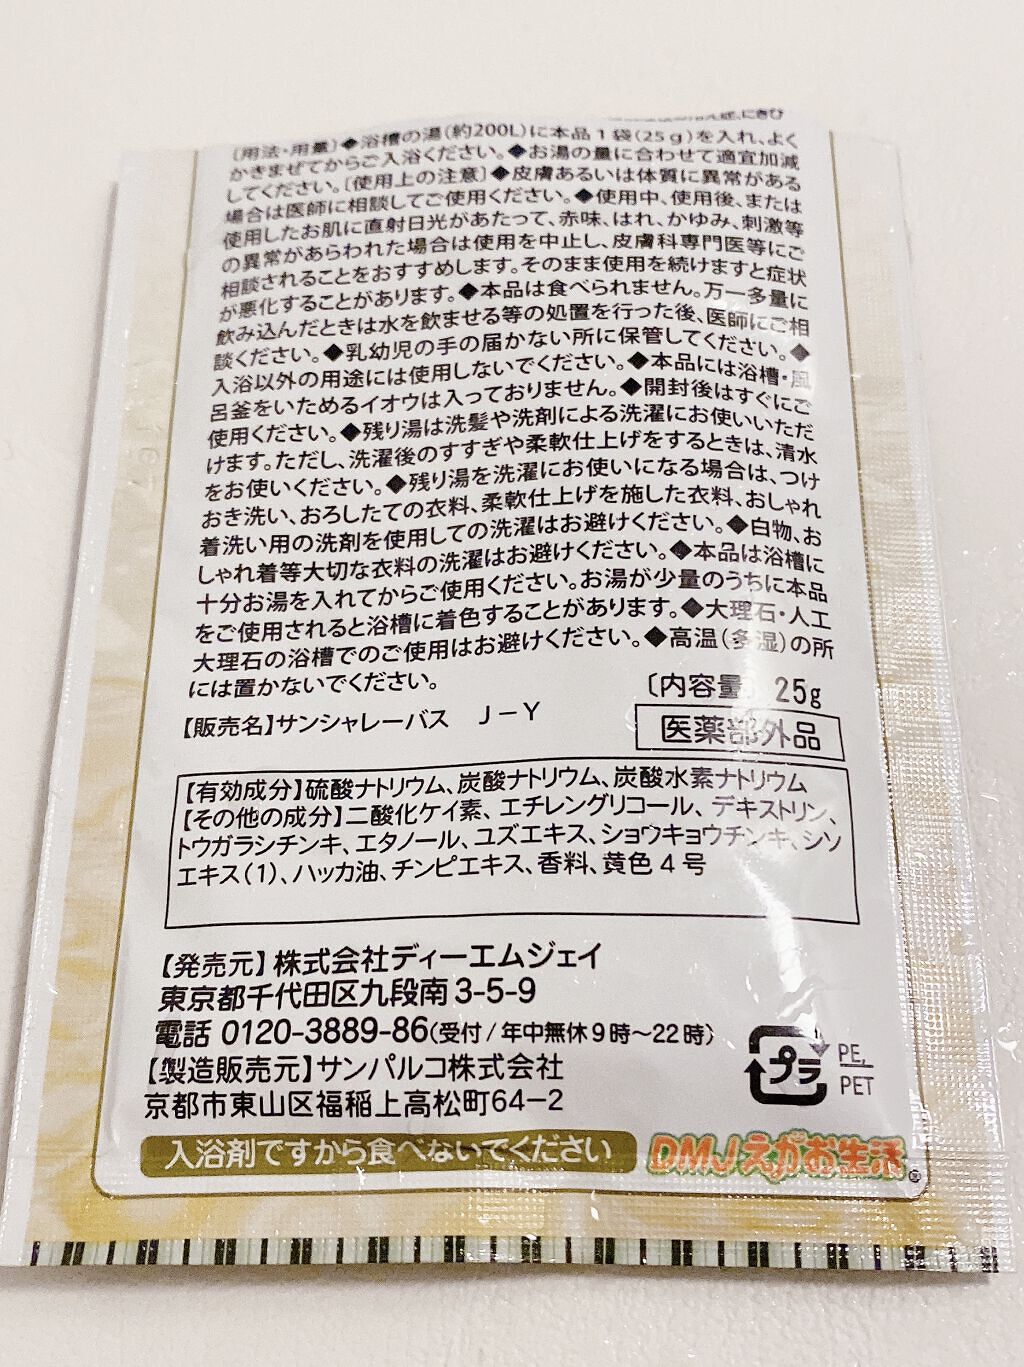 にきび
〔用法・用量〕◆浴槽の湯(約200L)に本品1袋(25g)を入れ、よく
かきまぜてからご入浴ください。◆お湯の量に合わせて適宜加減
してください。〔使用上の注意〕◆皮膚あるいは体質に異常がある
場合は医師に相談してご使用ください。◆使用中、使用後、または
使用したお肌に直射日光があたって、赤味、はれ、かゆみ、刺激等
の異常があらわれた場合は使用を中止し、皮膚科専門医等にご
相談されることをおすすめします。そのまま使用を続けますと症状
が悪化することがあります。◆本品は食べられません。万一多量に
飲み込んだときは水を飲ませる等の処置を行った後、医師にご相
談ください。◆乳幼児の手の届かない所に保管してください。◆
入浴以外の用途には使用しないでください。◆本品には浴槽・風
呂釜をいためるイオウは入っておりません。◆開封後はすぐにご
使用ください。◆残り湯は洗髪や洗剤による洗濯にお使いいただ
けます。ただし、洗濯後のすすぎや柔軟仕上げをするときは、清水
をお使いください。◆残り湯を洗濯にお使いになる場合は、つけ
おき洗い、おろしたての衣料、柔軟仕上げを施した衣料、おしゃれ
着洗い用の洗剤を使用しての洗濯はお避けください。◆白物、お
しゃれ着等大切な衣料の洗濯はお避けください。◆本品は浴槽に
十分お湯を入れてからご使用ください。お湯が少量のうちに本品
をご使用されると浴槽に着色することがあります。◆大理石・人工
大理石の浴槽でのご使用はお避けください。◆高温(多湿)の所
には置かないでください。
〔内容量〕 25g
【販売名】サンシャレーバス J－Y
医薬部外品
【有効成分】硫酸ナトリウム、炭酸ナトリウム、炭酸水素ナトリウム
【その他の成分】二酸化ケイ素、エチレングリコール、デキストリン、
トウガラシチンキ、エタノール、ユズエキス、ショウキョウチンキ、シソ
エキス(1)、ハッカ油、チンピエキス、香料、黄色4号
【発売元】株式会社ディーエムジェイ
東京都千代田区九段南3-5-9
電話 0120-3889-86(受付/年中無休9時～22時)
【製造販売元】サンパルコ株式会社
京都市東山区福稲上高松町64－2
プラ
PE,
PET
入浴剤ですから食べないでください
DMJえがお生活